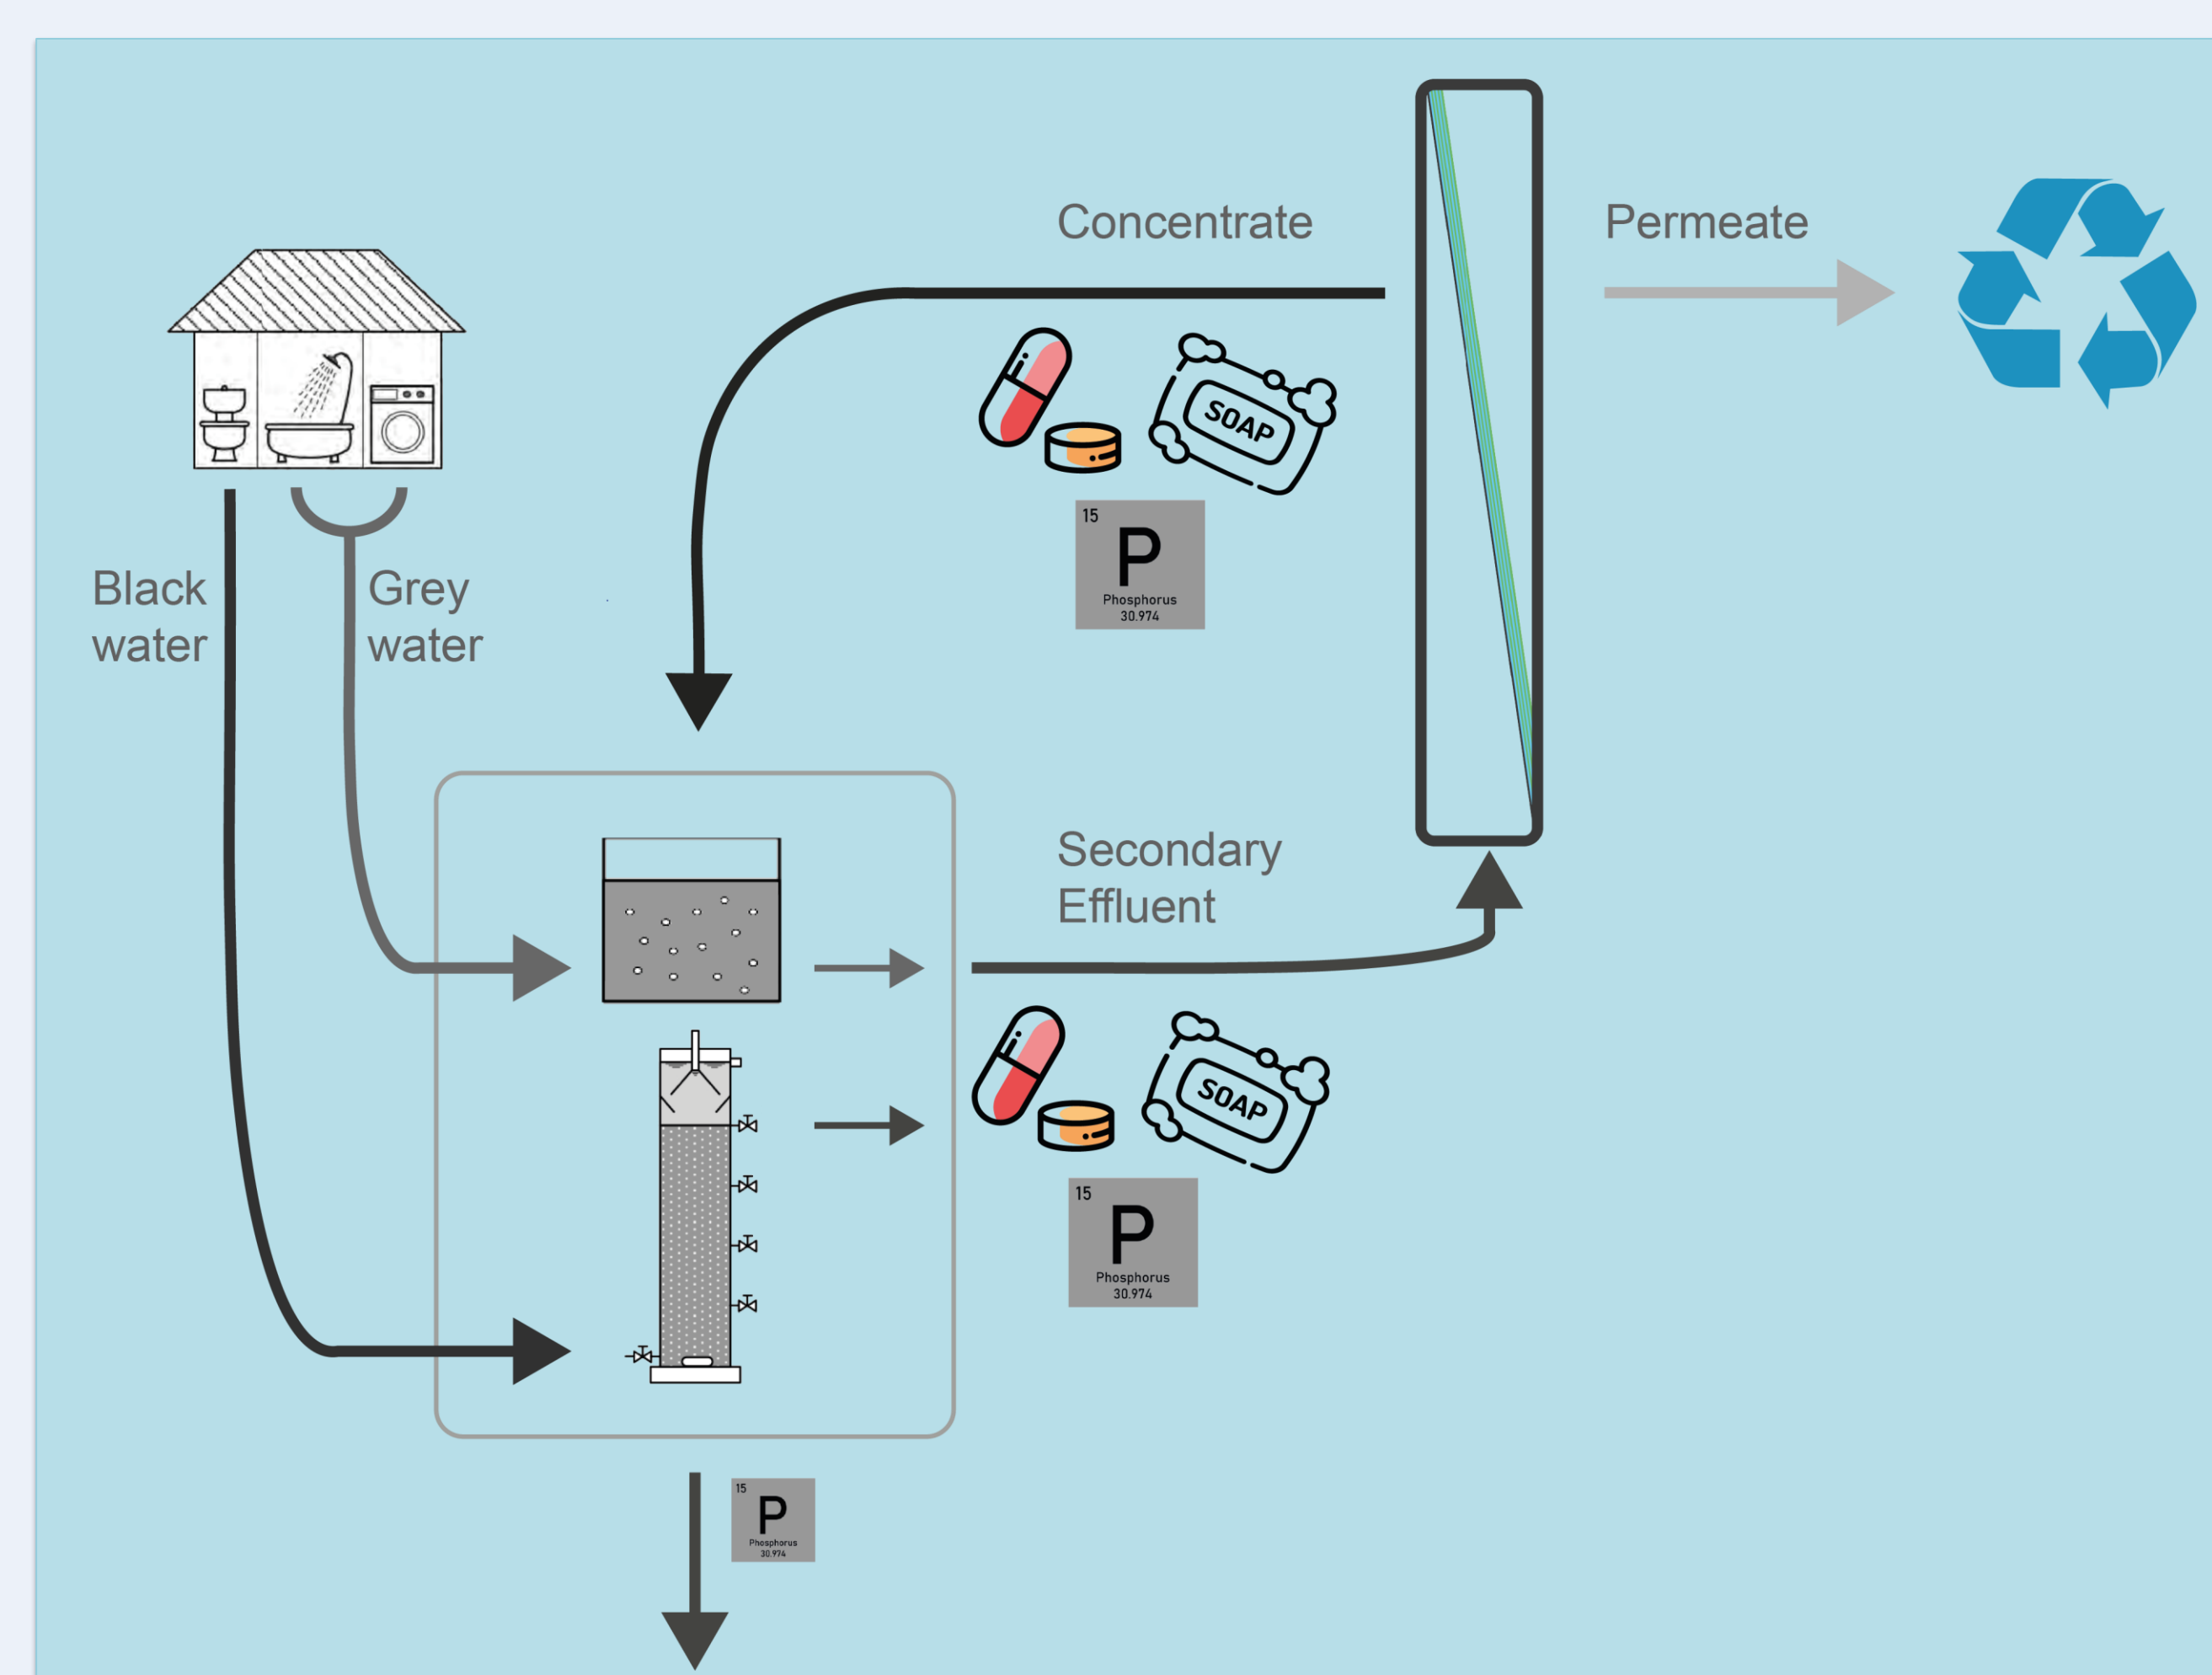 Concentrate
Permeate
SOAP
15
P
Phosphorus
30.974
Black
water
Grey
water
Secondary
Effluent
SOAP
15
P
Phosphorus
30.974
15
P
Phosphorus
30.974